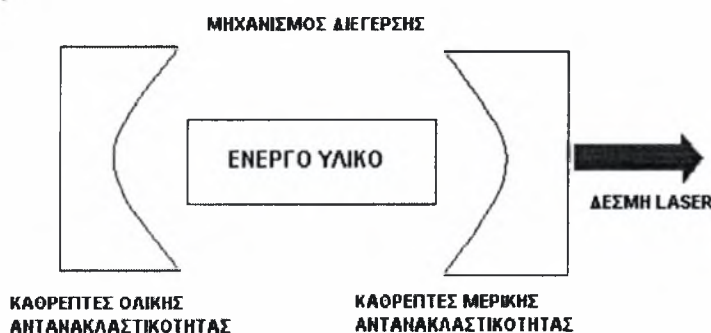 ΜΗΧΑΝΙΣΜΟΣ ΔΙΕΓΕΡΣΗΣ
ΕΝΕΡΓΟ ΥΛΙΚΟ
ΔΕΣΜΗ LASER
ΚΑΘΡΕΠΤΕΣ ΟΛΙΚΗΣ
ΑΝΤΑΝΑΚΛΑΣΤΙΚΟΤΗΤΑΣ
ΚΑΘΡΕΠΤΕΣ ΜΕΡΙΚΗΣ
ΑΝΤΑΝΑΚΛΑΣΤΙΚΟΤΗΤΑΣ